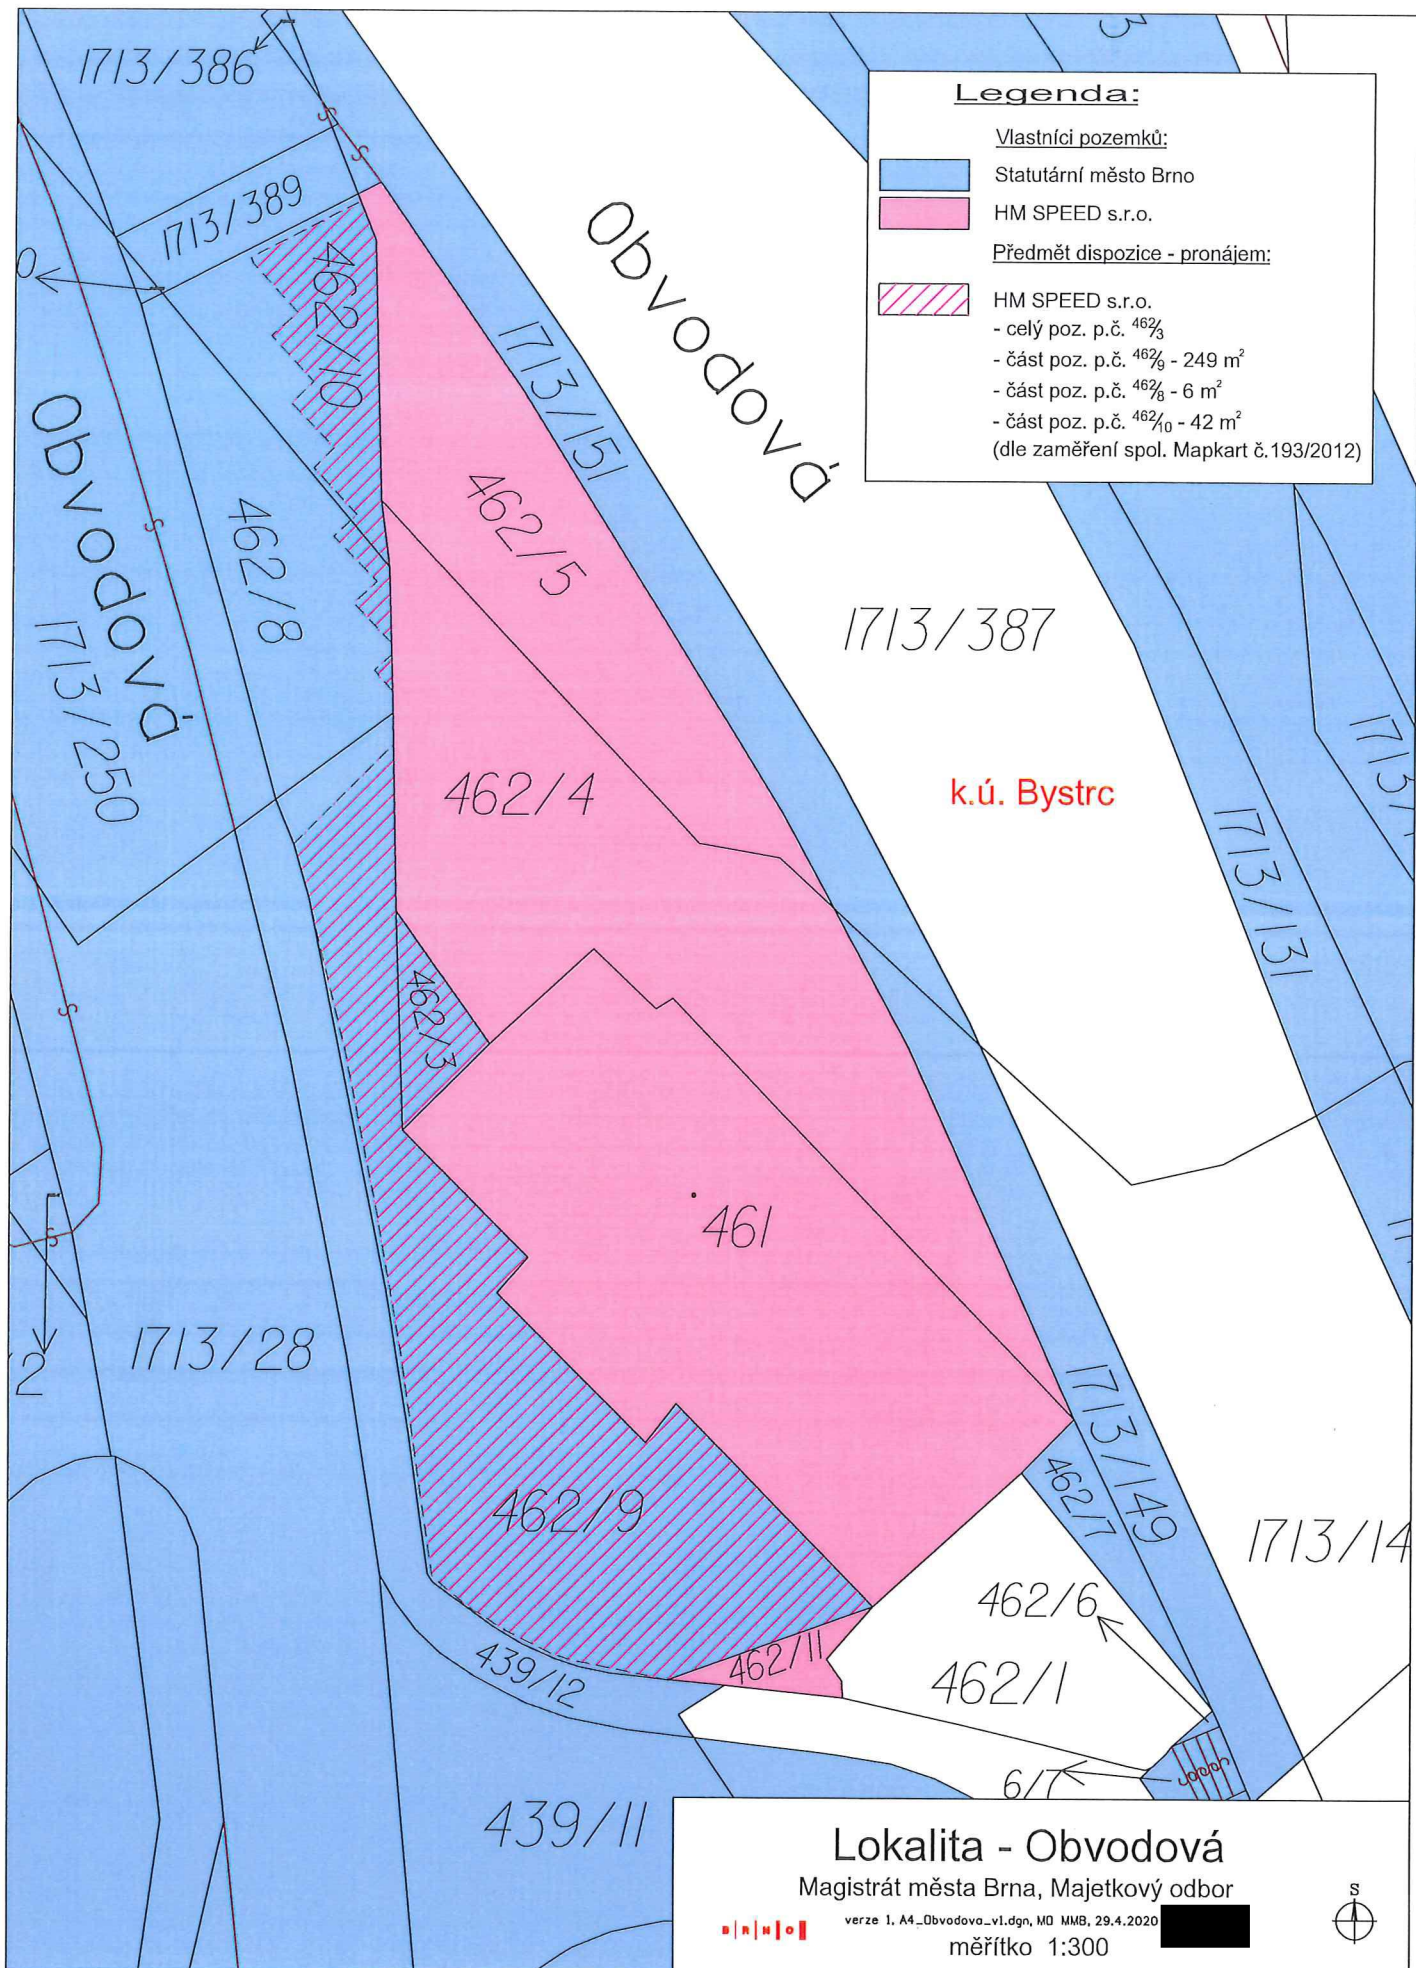 1713/386
3
Legenda:
Vlastníci pozemků:
Statutární město Brno
HM SPEED s.r.o.
Předmět dispozice - pronájem:
HM SPEED s.r.o.
- celý poz. p.č. 462/3
- část poz. p.č. 462/9 - 249 m²
- část poz. p.č. 462/8 - 6 m²
- část poz. p.č. 462/10 - 42 m²
(dle zaměření spol. Mapkart č.193/2012)
1713/389
0
462/10
Obvodová
1713/151
Obvodová
462/5
462/8
1713/387
1713/250
462/4
k.ú. Bystrc
1713/131
462/3
461
1713/28
2
1713/149
462/7
462/9
1713/14
462/6
462/11
439/12
462/1
6/7
439/11
Lokalita - Obvodová
Magistrát města Brna, Majetkový odbor
verze 1, A4_Obvodova_v1.dgn, MO MMB, 29.4.2020
měřítko 1:300
BRNO
S